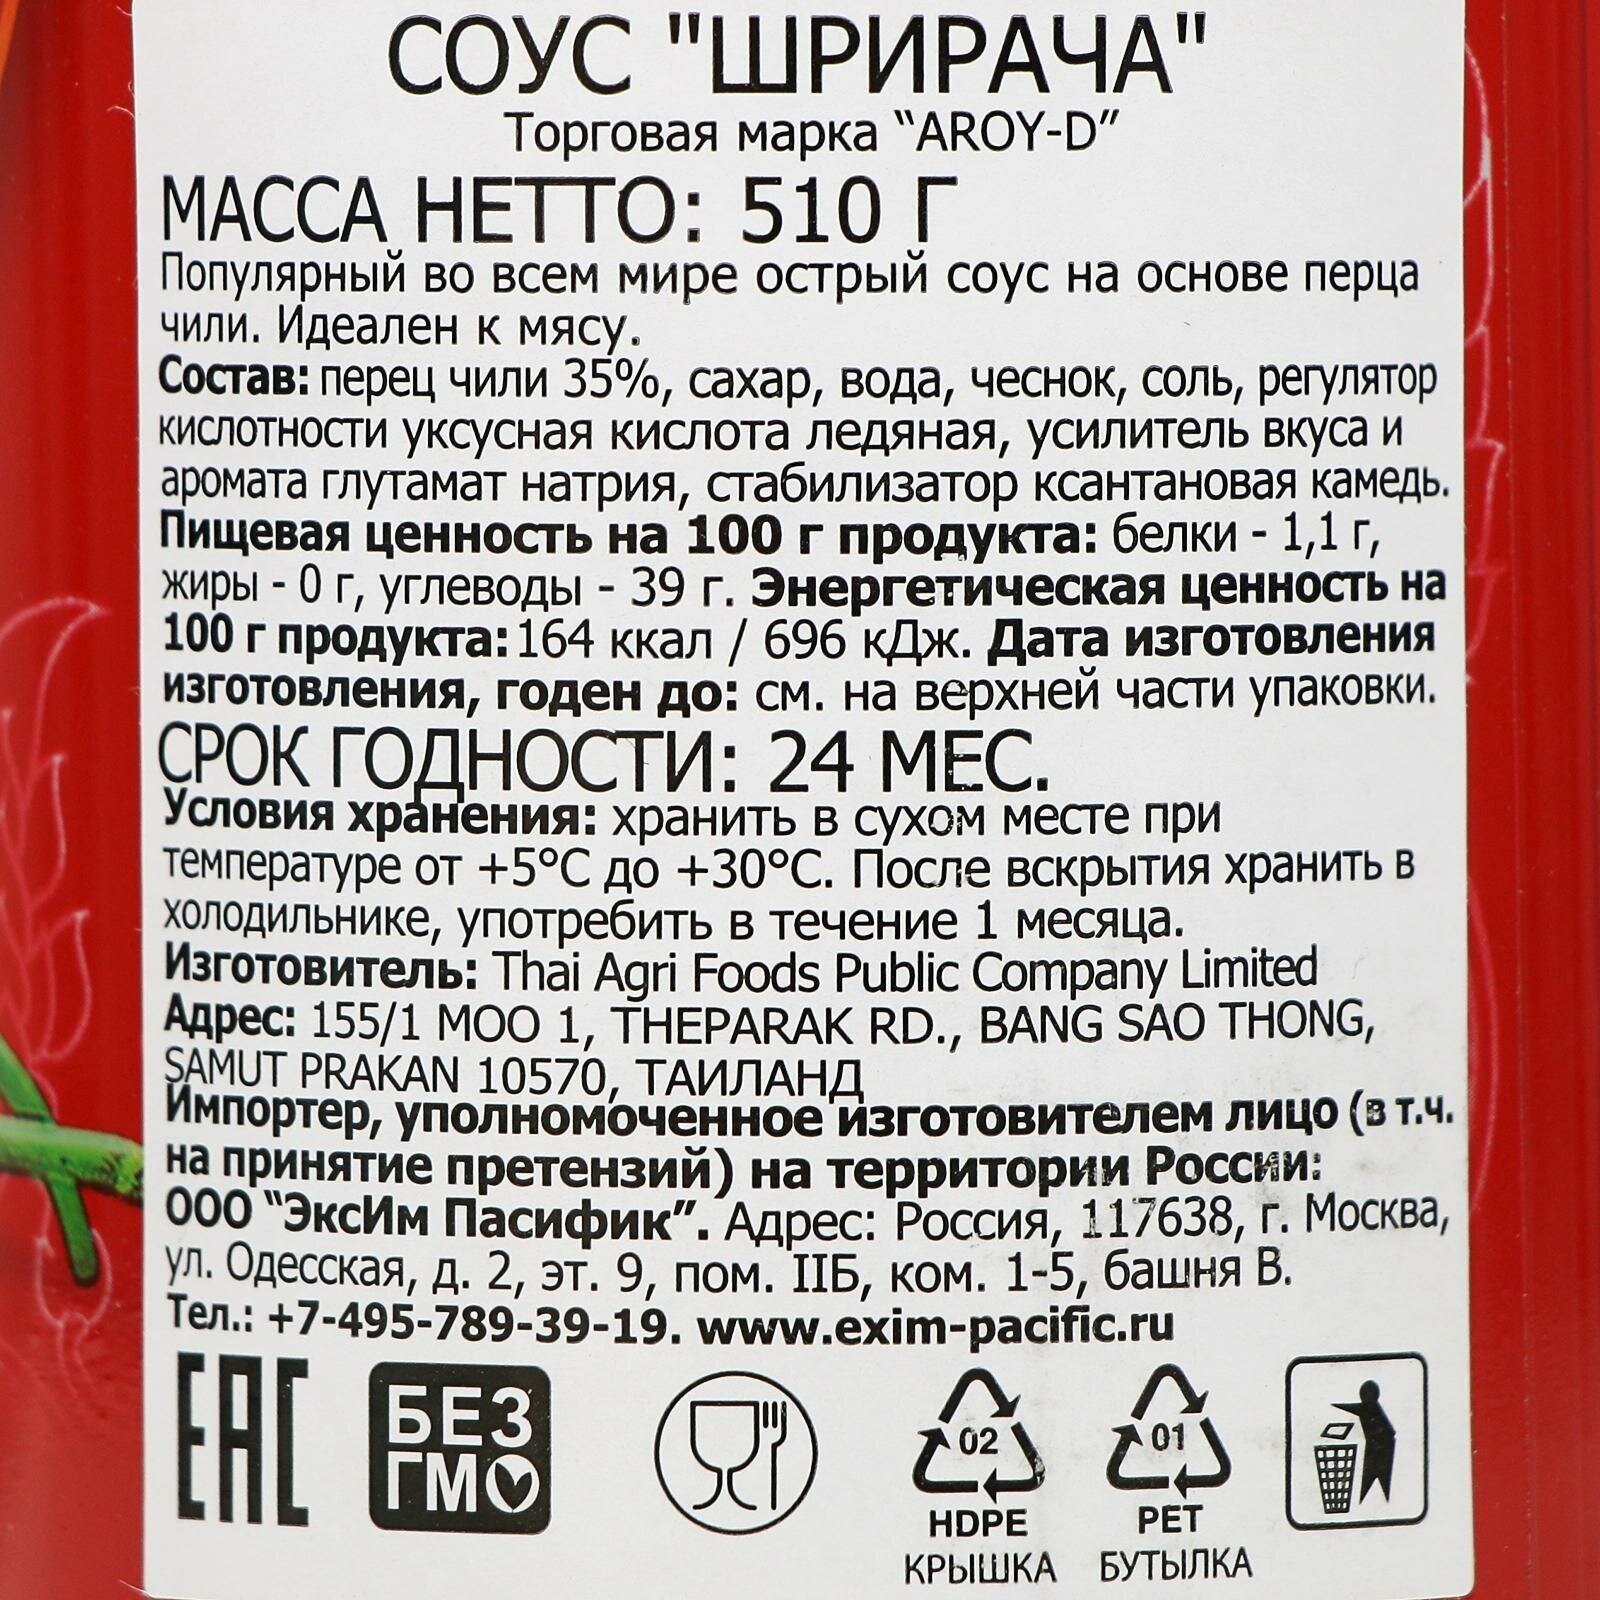 СОУС "ШРИРАЧА"
Торговая марка “AROY-D”
МАССА НЕТТО: 510 Г
Популярный во всем мире острый соус на основе перца
чили. Идеален к мясу.
Состав: перец чили 35%, сахар, вода, чеснок, соль, регулятор
кислотности уксусная кислота ледяная, усилитель вкуса и
аромата глутамат натрия, стабилизатор ксантановая камедь.
Пищевая ценность на 100 г продукта: белки - 1,1 г,
жиры - 0 г, углеводы - 39 г. Энергетическая ценность на
100 г продукта: 164 ккал / 696 кДж. Дата изготовления
изготовления, годен до: см. на верхней части упаковки.
СРОК ГОДНОСТИ: 24 МЕС.
Условия хранения: хранить в сухом месте при
температуре от +5°С до +30°С. После вскрытия хранить в
холодильнике, употребить в течение 1 месяца.
Изготовитель: Thai Agri Foods Public Company Limited
Адрес: 155/1 MOO 1, THEPARAK RD., BANG SAO THONG,
SAMUT PRAKAN 10570, ТАИЛАНД
Импортер, уполномоченное изготовителем лицо (в т.ч.
на принятие претензий) на территории России:
ООО “ЭксИм Пасифик”. Адрес: Россия, 117638, г. Москва,
ул. Одесская, д. 2, эт. 9, пом. IIБ, ком. 1-5, башня В.
Тел.: +7-495-789-39-19. www.exim-pacific.ru
ЕАС
БЕЗ
ГМО
02
01
HDPE
PET
КРЫШКА
БУТЫЛКА